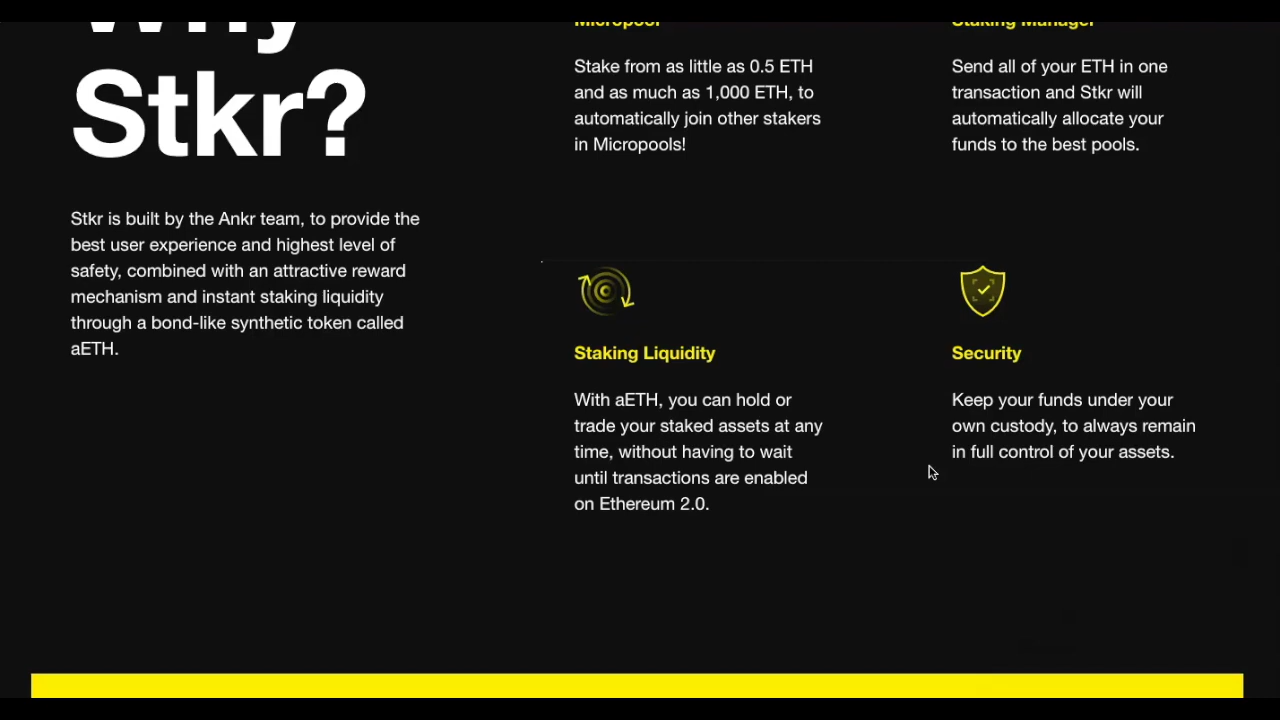 Why
Stkr?
Stkr is built by the Ankr team, to provide the
best user experience and highest level of
safety, combined with an attractive reward
mechanism and instant staking liquidity
through a bond-like synthetic token called
aETH.
Micropool
Stake from as little as 0.5 ETH
and as much as 1,000 ETH, to
automatically join other stakers
in Micropools!
Staking Manager
Send all of your ETH in one
transaction and Stkr will
automatically allocate your
funds to the best pools.
Staking Liquidity
With aETH, you can hold or
trade your staked assets at any
time, without having to wait
until transactions are enabled
on Ethereum 2.0.
Security
Keep your funds under your
own custody, to always remain
in full control of your assets.